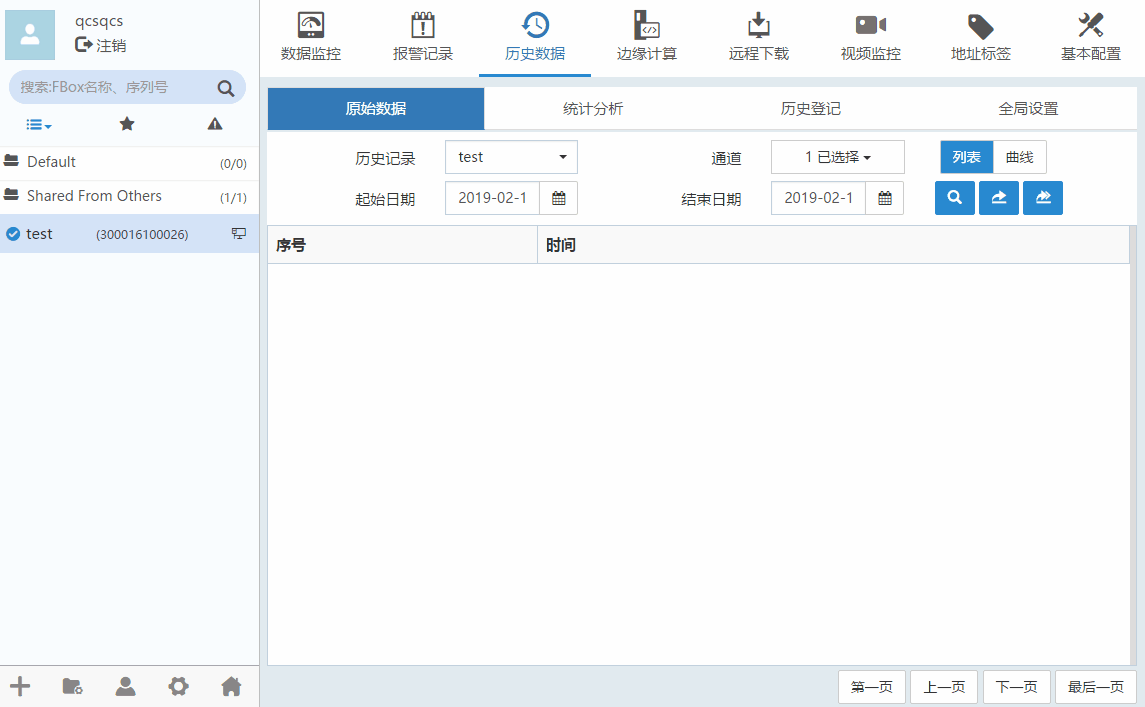 qcsqcs
注销
搜索:FBox名称、序列号
Default (0/0)
Shared From Others (1/1)
test (300016100026)
数据监控 报警记录 历史数据 边缘计算 远程下载 视频监控 地址标签 基本配置
原始数据 统计分析 历史登记 全局设置
历史记录 test 通道 1 已选择 列表 曲线
起始日期 2019-02-1 结束日期 2019-02-1
序号 时间
第一页 上一页 下一页 最后一页